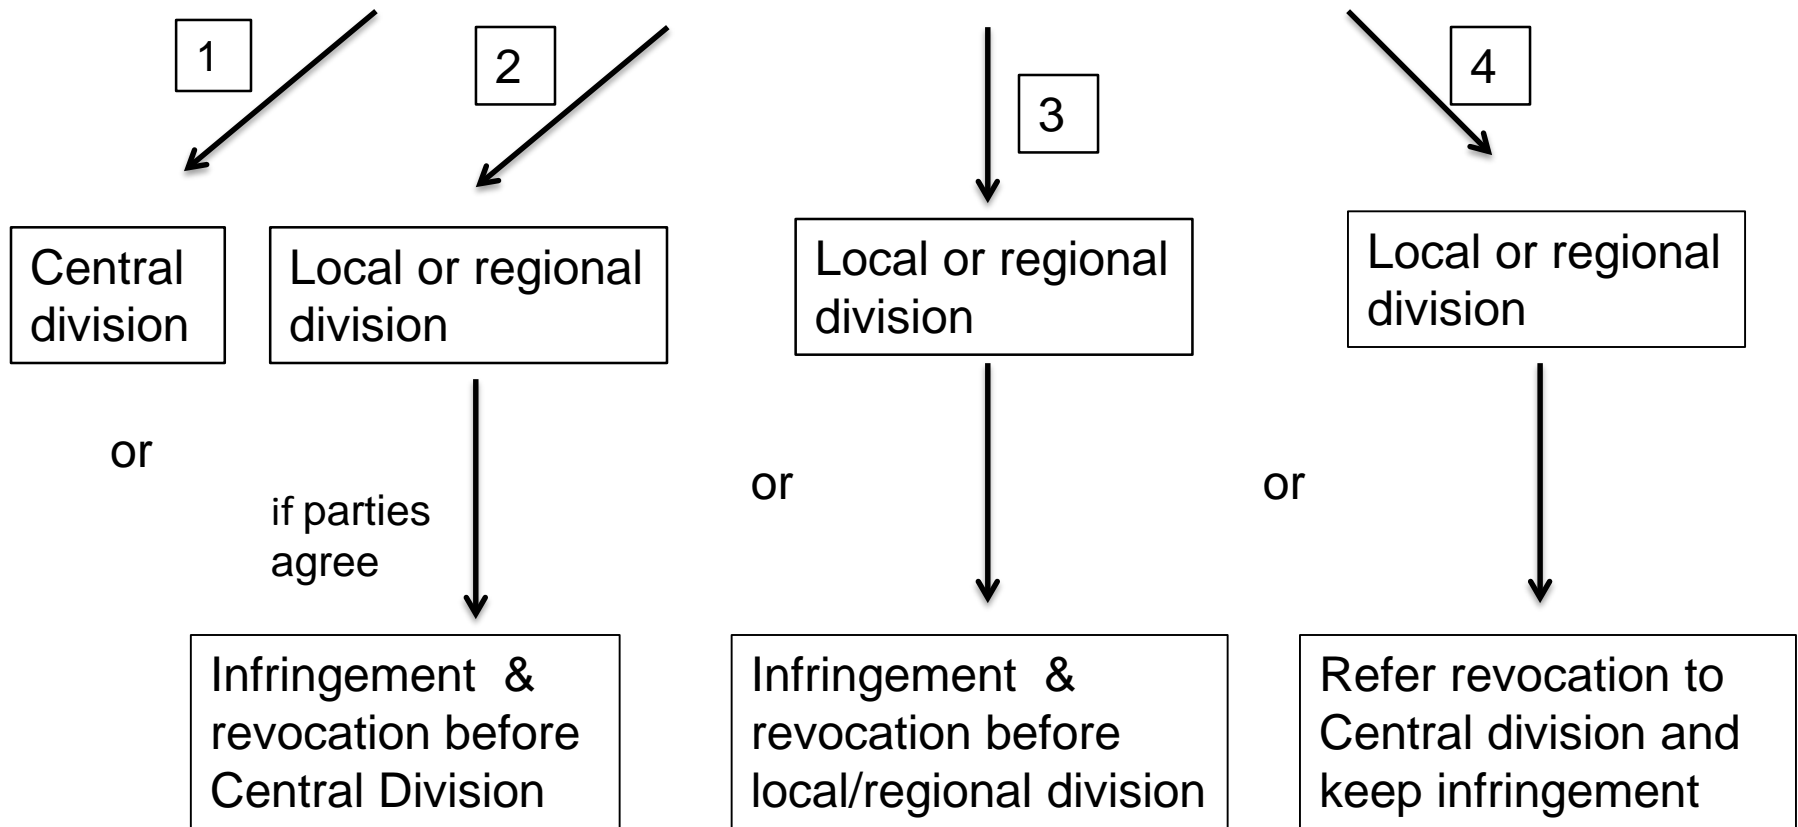 1
2
3
4
Central
division
Local or regional
division
Local or regional
division
Local or regional
division
or
if parties
agree
or
or
Infringement &
revocation before
Central Division
Infringement &
revocation before
local/regional division
Refer revocation to
Central division and
keep infringement